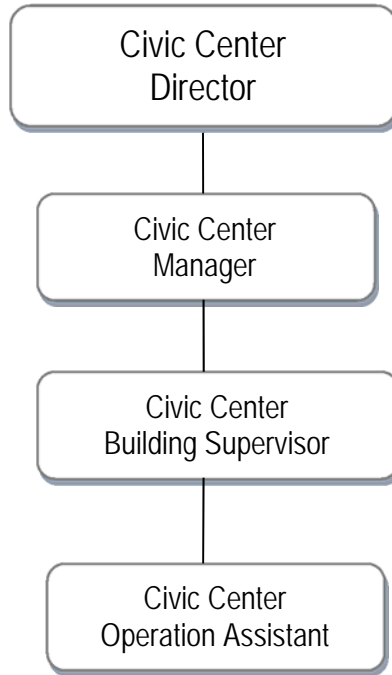 Civic Center
Director
Civic Center
Manager
Civic Center
Building Supervisor
Civic Center
Operation Assistant